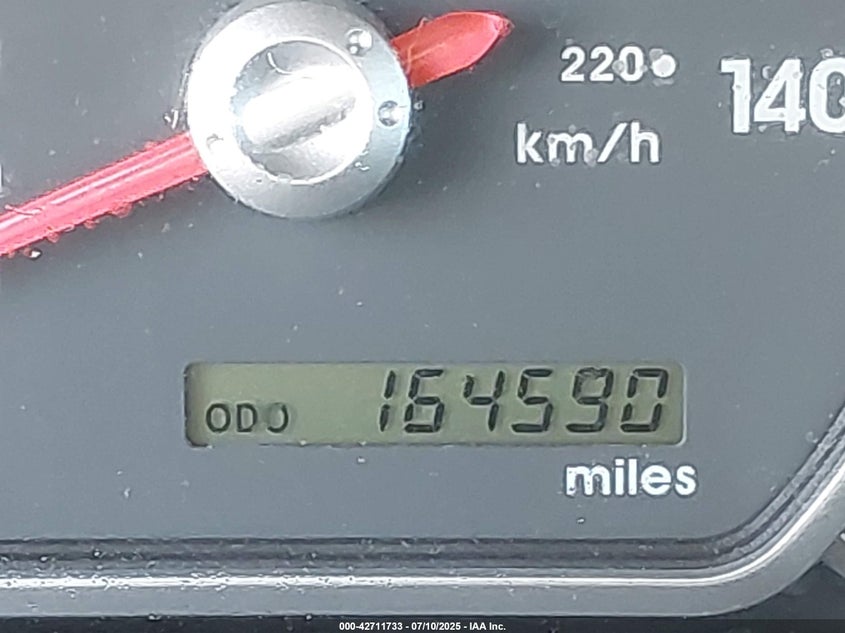 220
140
km/h
ODO 164590
miles
000-42711733 - 07/10/2025 - IAA Inc.